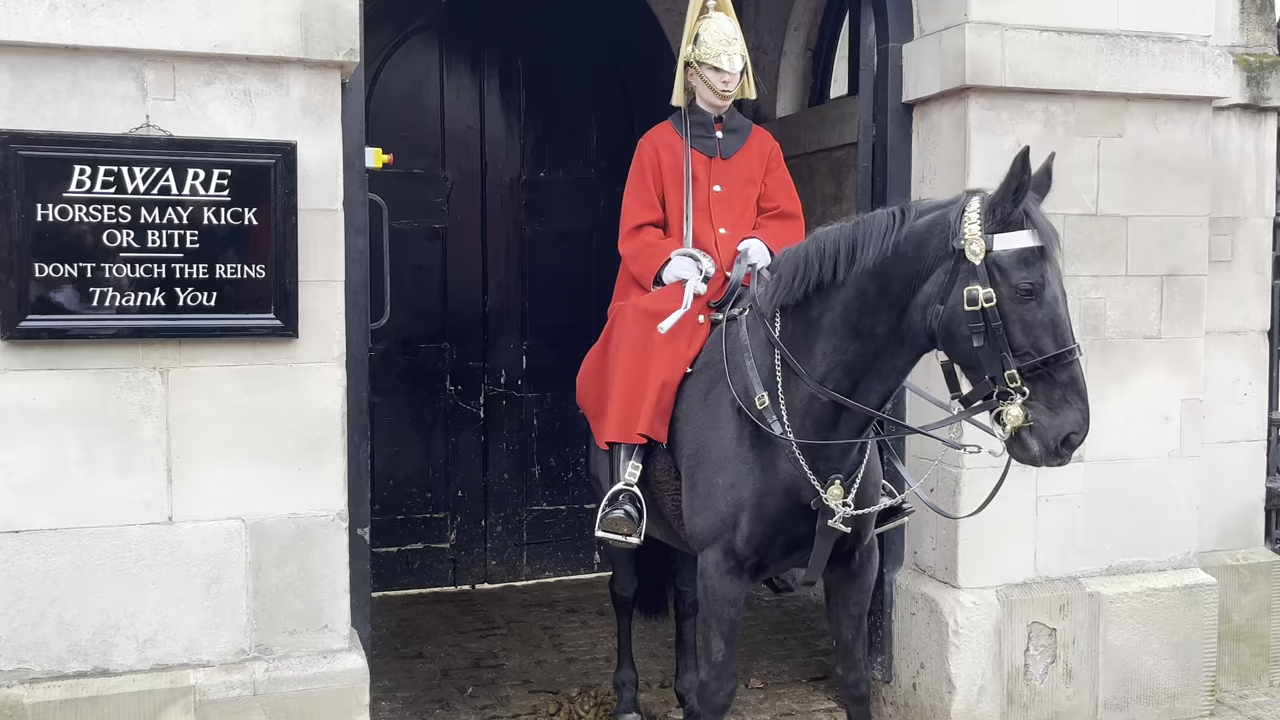 BEWARE
HORSES MAY KICK
OR BITE
DON'T TOUCH THE REINS
Thank You